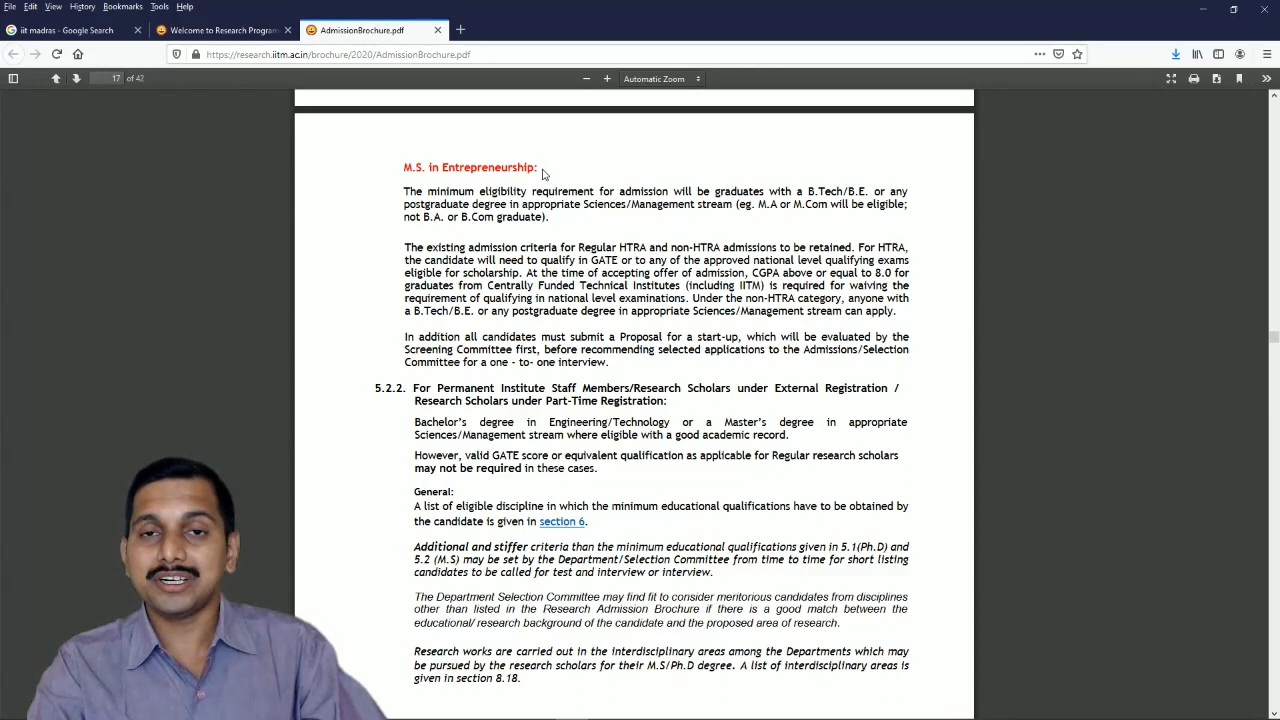 File Edit View History Bookmarks Tools Help
iit madras - Google Search
Welcome to Research Program
AdmissionBrochure.pdf
https://research.iitm.ac.in/brochure/2020/AdmissionBrochure.pdf
17 of 42
Automatic Zoom
M.S. in Entrepreneurship:
The minimum eligibility requirement for admission will be graduates with a B.Tech/B.E. or any
postgraduate degree in appropriate Sciences/Management stream (eg. M.A or M.Com will be eligible;
not B.A. or B.Com graduate).
The existing admission criteria for Regular HTRA and non-HTRA admissions to be retained. For HTRA,
the candidate will need to qualify in GATE or to any of the approved national level qualifying exams
eligible for scholarship. At the time of accepting offer of admission, CGPA above or equal to 8.0 for
graduates from Centrally Funded Technical Institutes (including IITM) is required for waiving the
requirement of qualifying in national level examinations. Under the non-HTRA category, anyone with
a B.Tech/B.E. or any postgraduate degree in appropriate Sciences/Management stream can apply.
In addition all candidates must submit a Proposal for a start-up, which will be evaluated by the
Screening Committee first, before recommending selected applications to the Admissions/Selection
Committee for a one - to- one interview.
5.2.2. For Permanent Institute Staff Members/Research Scholars under External Registration /
Research Scholars under Part-Time Registration:
Bachelor's degree in Engineering/Technology or a Master's degree in appropriate
Sciences/Management stream where eligible with a good academic record.
However, valid GATE score or equivalent qualification as applicable for Regular research scholars
may not be required in these cases.
General:
A list of eligible discipline in which the minimum educational qualifications have to be obtained by
the candidate is given in section 6.
Additional and stiffer criteria than the minimum educational qualifications given in 5.1(Ph.D) and
5.2 (M.S) may be set by the Department/Selection Committee from time to time for short listing
candidates to be called for test and interview or interview.
The Department Selection Committee may find fit to consider meritorious candidates from disciplines
other than listed in the Research Admission Brochure if there is a good match between the
educational/ research background of the candidate and the proposed area of research.
Research works are carried out in the interdisciplinary areas among the Departments which may
be pursued by the research scholars for their M.S/Ph.D degree. A list of interdisciplinary areas is
given in section 8.18.